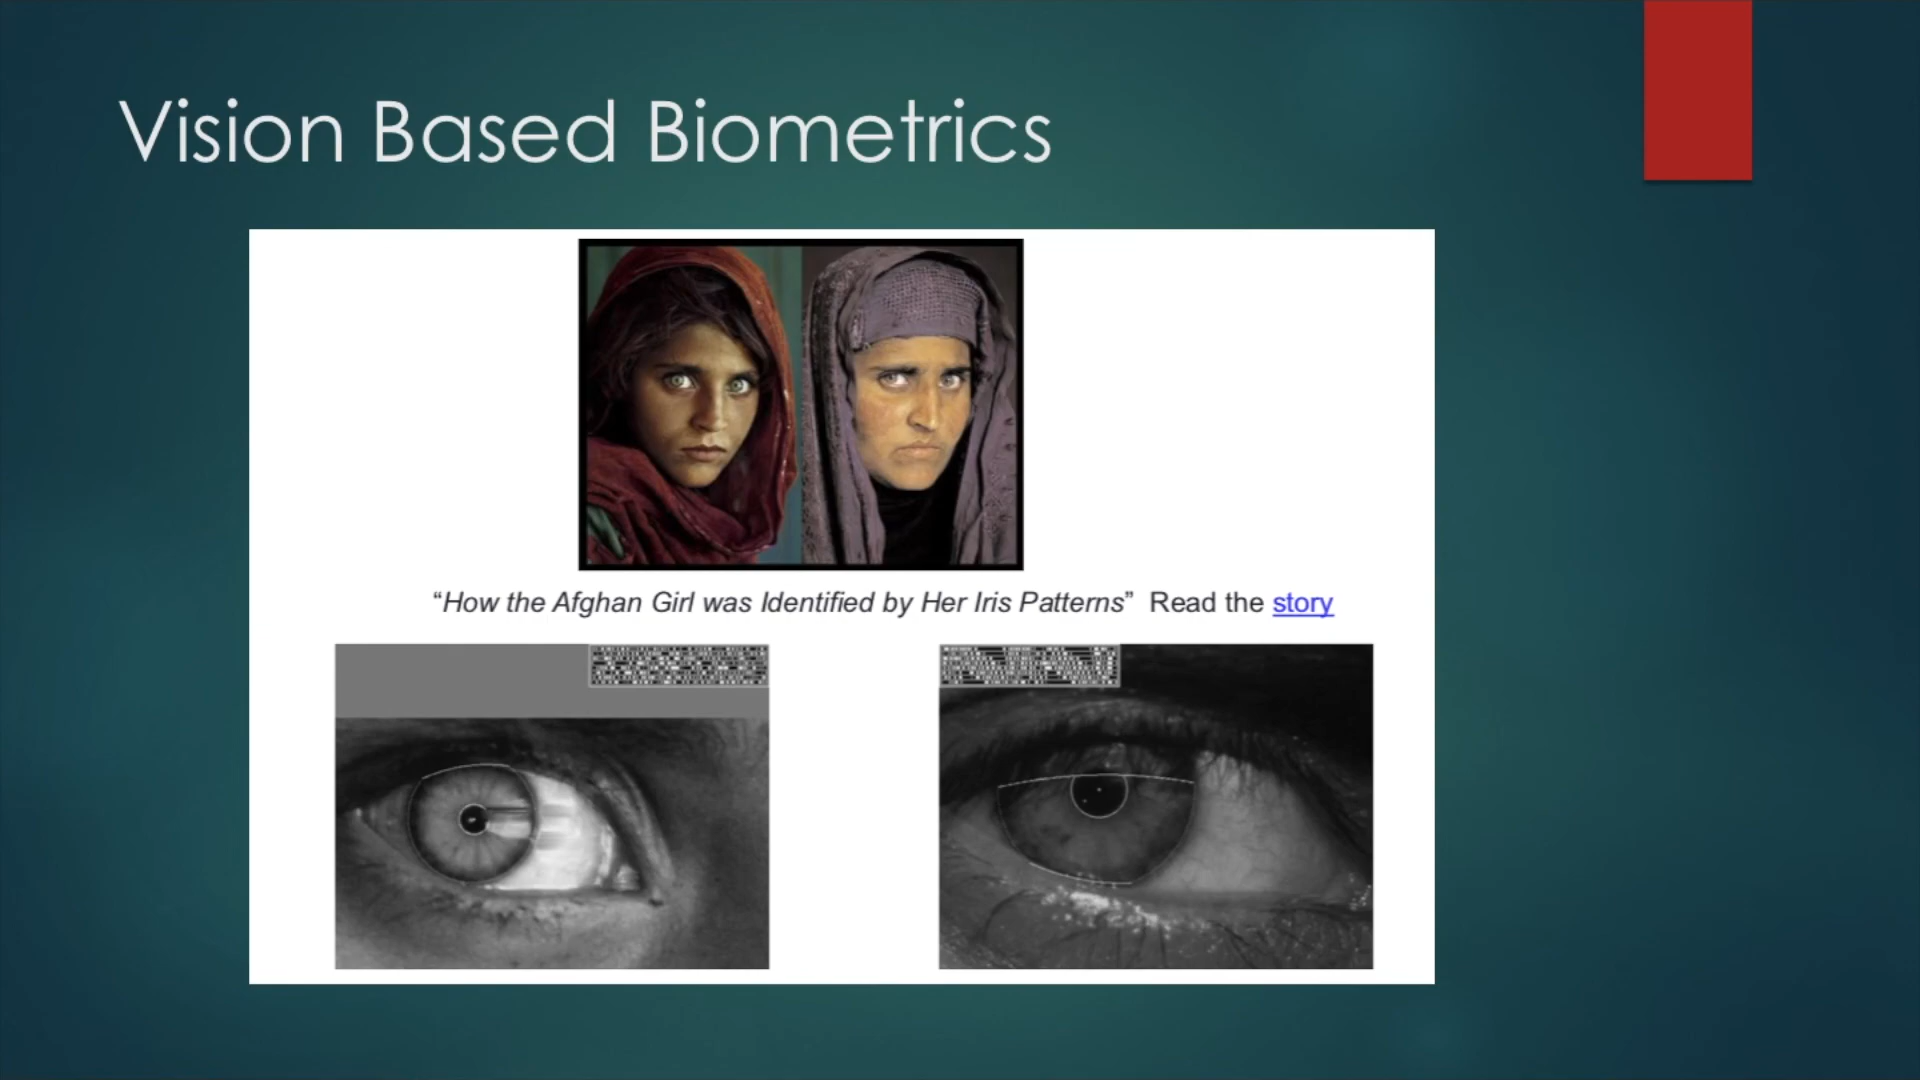 Vision Based Biometrics
“How the Afghan Girl was Identified by Her Iris Patterns” Read the story